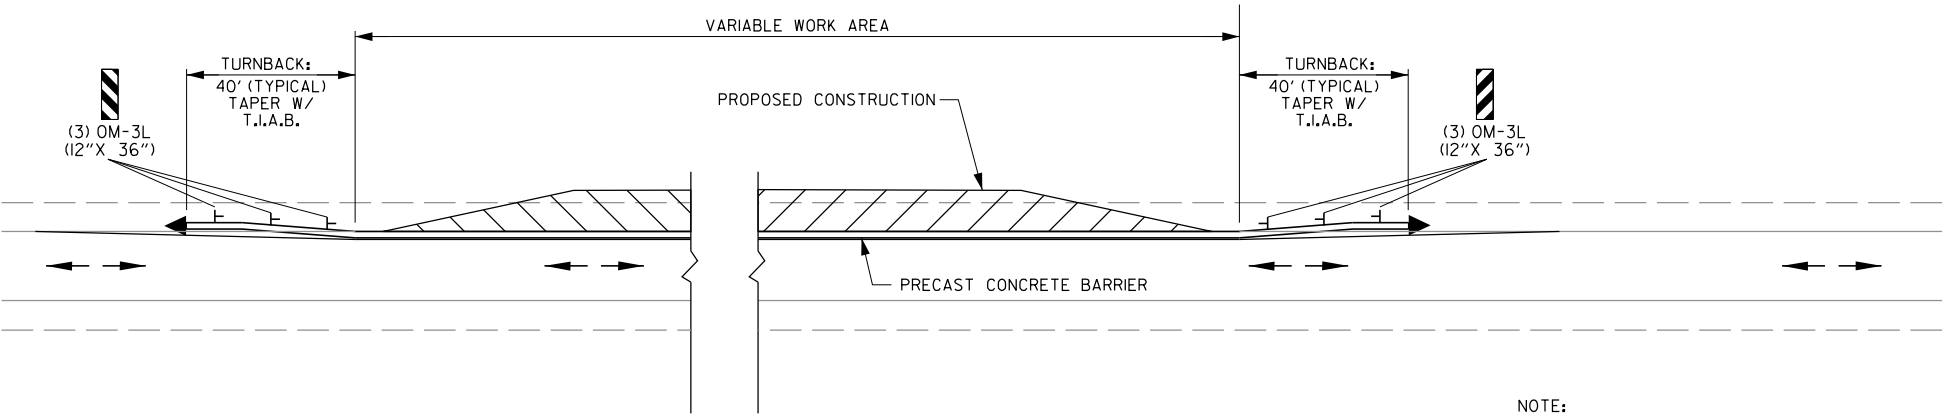 VARIABLE WORK AREA
TURNBACK:
40' (TYPICAL)
TAPER W/
T.I.A.B.
TURNBACK:
40' (TYPICAL)
TAPER W/
T.I.A.B.
PROPOSED CONSTRUCTION
(3) OM-3L
(12"X 36")
(3) OM-3L
(12"X 36")
PRECAST CONCRETE BARRIER
NOTE: